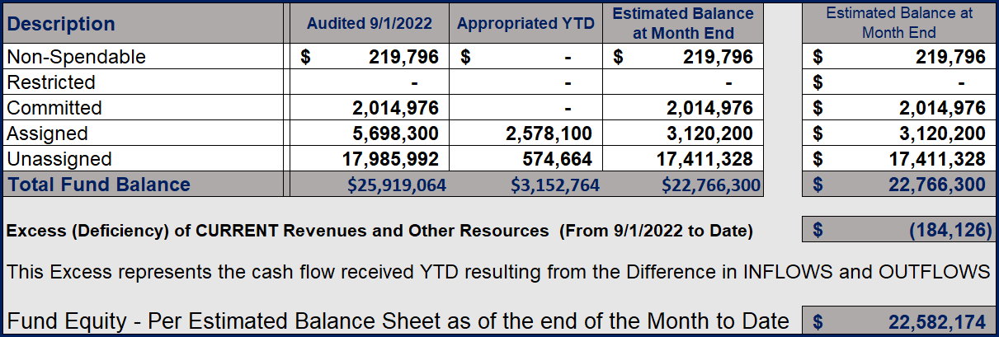 Description Audited 9/1/2022 Appropriated YTD Estimated Balance at Month End Estimated Balance at Month End
Non-Spendable $ 219,796 $ - $ 219,796 $ 219,796
Restricted - - - $ -
Committed 2,014,976 - 2,014,976 $ 2,014,976
Assigned 5,698,300 2,578,100 3,120,200 $ 3,120,200
Unassigned 17,985,992 574,664 17,411,328 $ 17,411,328
Total Fund Balance $25,919,064 $3,152,764 $22,766,300 $ 22,766,300
Excess (Deficiency) of CURRENT Revenues and Other Resources (From 9/1/2022 to Date) $ (184,126)
This Excess represents the cash flow received YTD resulting from the Difference in INFLOWS and OUTFLOWS
Fund Equity - Per Estimated Balance Sheet as of the end of the Month to Date $ 22,582,174